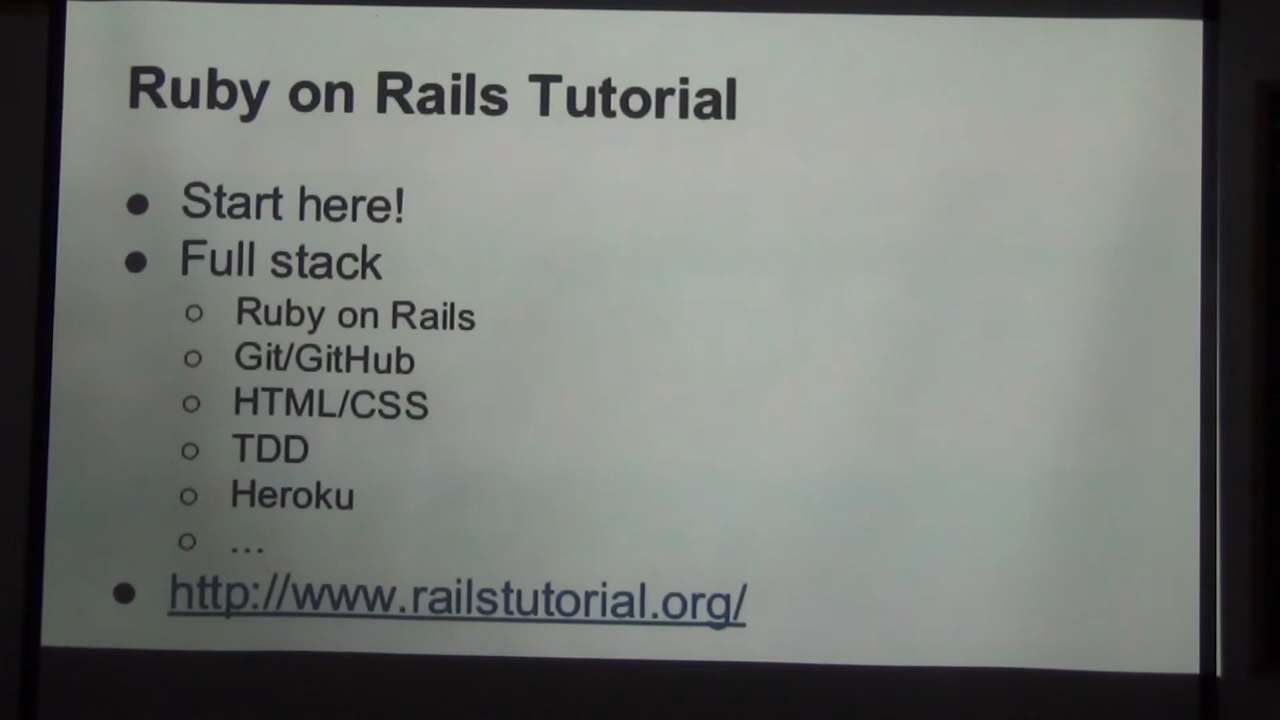 Ruby on Rails Tutorial
● Start here!
● Full stack
○ Ruby on Rails
○ Git/GitHub
○ HTML/CSS
○ TDD
○ Heroku
○ ...
● http://www.railstutorial.org/